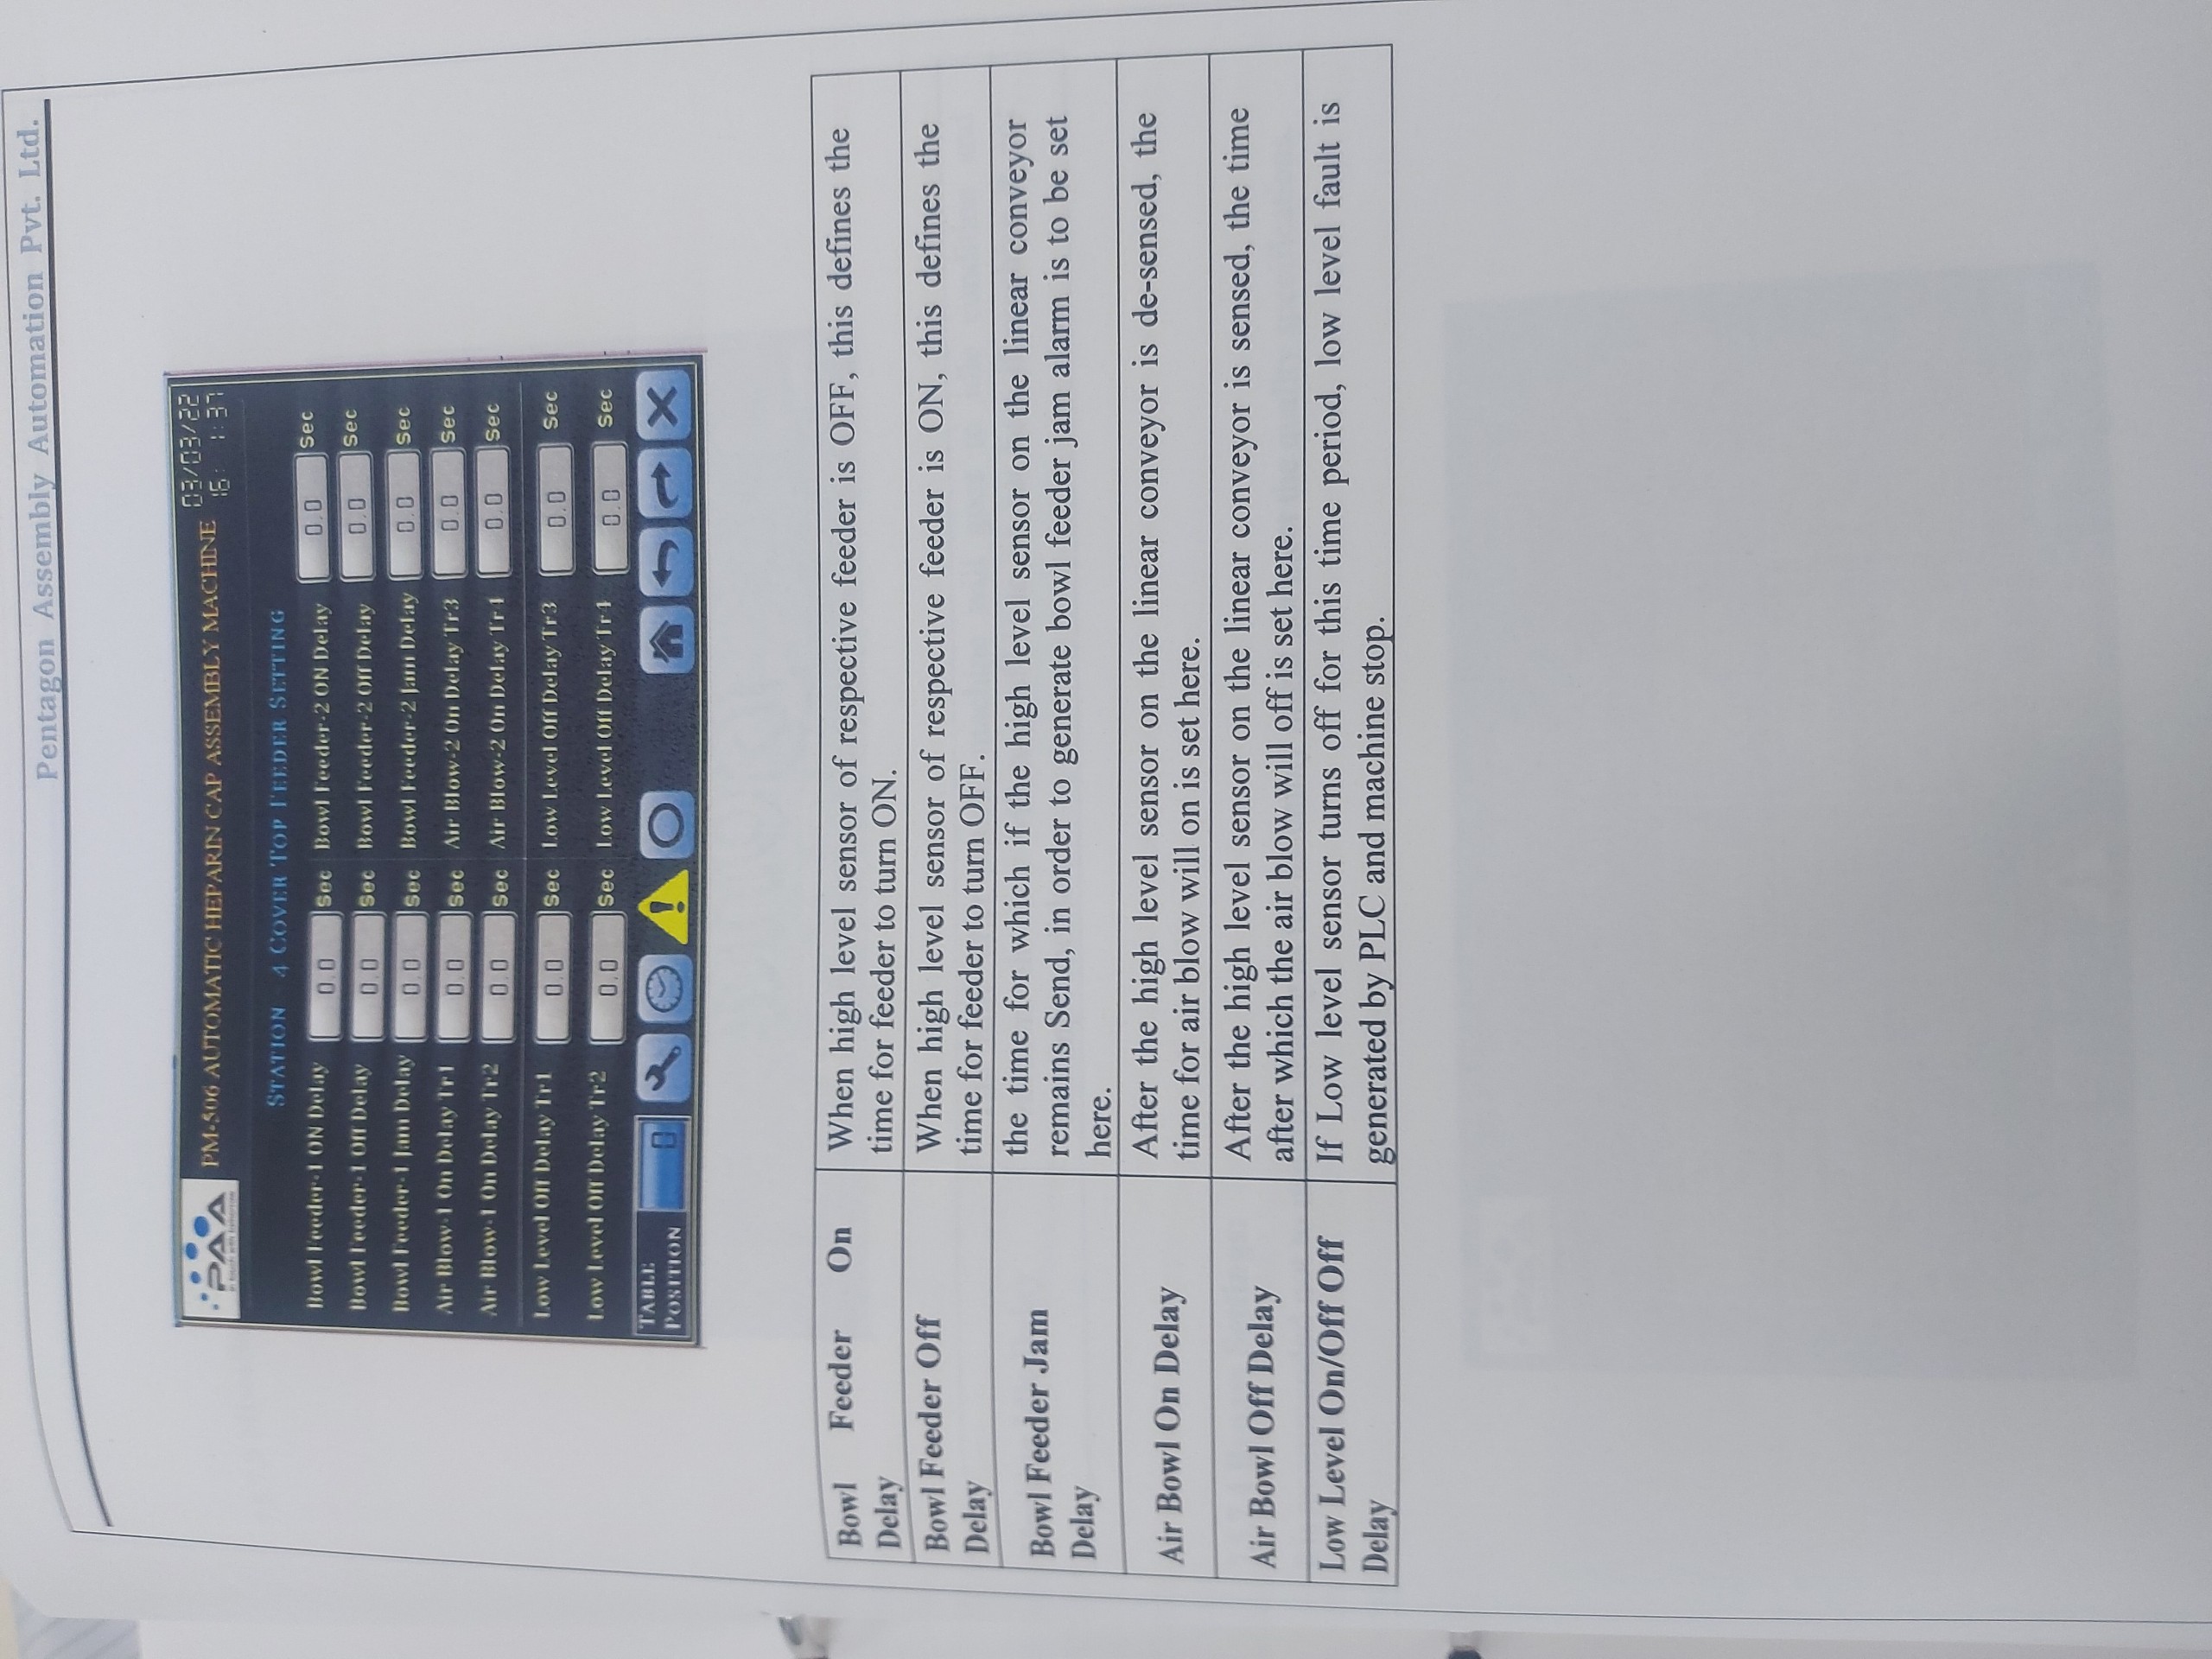 Pentagon Assembly Automation Pvt. Ltd.
PAA
PM-506 AUTOMATIC HEPARIN CAP ASSEMBLY MACHINE
03/03/22
16: 1:37
STATION - 4 COVER TOP FEEDER SETTING
Bowl Feeder-1 ON Delay 0.0 Sec Bowl Feeder-2 ON Delay 0.0 Sec
Bowl Feeder-1 Off Delay 0.0 Sec Bowl Feeder-2 Off Delay 0.0 Sec
Bowl Feeder-1 Jam Delay 0.0 Sec Bowl Feeder-2 Jam Delay 0.0 Sec
Air Blow-1 On Delay Tr1 0.0 Sec Air Blow-2 On Delay Tr3 0.0 Sec
Air Blow-1 On Delay Tr2 0.0 Sec Air Blow-2 On Delay Tr4 0.0 Sec
Low Level Off Delay Tr1 0.0 Sec Low Level Off Delay Tr3 0.0 Sec
Low Level Off Delay Tr2 0.0 Sec Low Level Off Delay Tr4 0.0 Sec
TABLE
POSITION
0
Bowl Feeder On
Delay
When high level sensor of respective feeder is OFF, this defines the
time for feeder to turn ON.
Bowl Feeder Off
Delay
When high level sensor of respective feeder is ON, this defines the
time for feeder to turn OFF.
Bowl Feeder Jam
Delay
the time for which if the high level sensor on the linear conveyor
remains Send, in order to generate bowl feeder jam alarm is to be set
here.
Air Bowl On Delay
After the high level sensor on the linear conveyor is de-sensed, the
time for air blow will on is set here.
Air Bowl Off Delay
After the high level sensor on the linear conveyor is sensed, the time
after which the air blow will off is set here.
Low Level On/Off Off
Delay
If Low level sensor turns off for this time period, low level fault is
generated by PLC and machine stop.